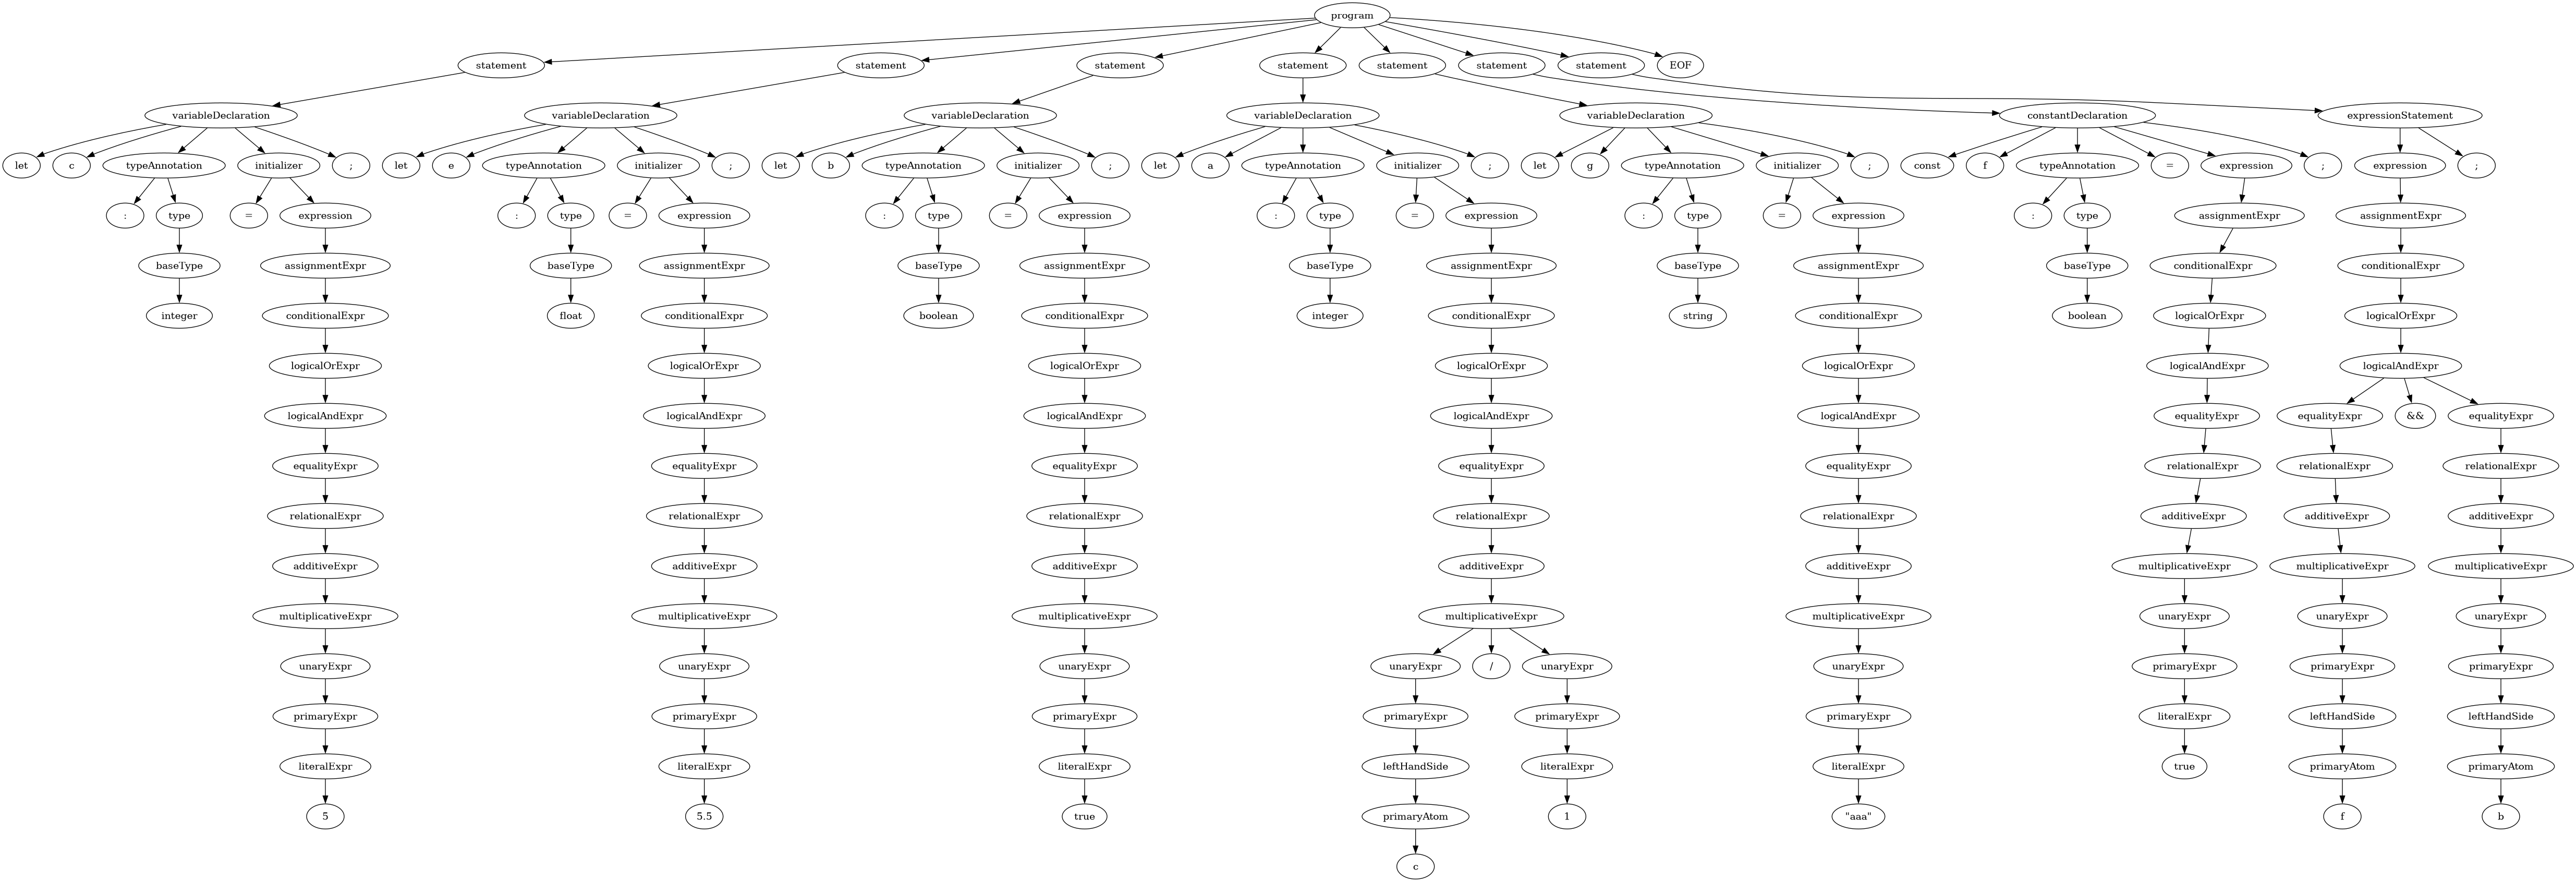 program
statement statement statement statement statement statement statement EOF
variableDeclaration variableDeclaration variableDeclaration variableDeclaration variableDeclaration constantDeclaration expressionStatement
let c typeAnnotation initializer ; let e typeAnnotation initializer ; let b typeAnnotation initializer ; let a typeAnnotation initializer ; let g typeAnnotation initializer ; const f typeAnnotation = expression ; expression ;
: type = expression : type = expression : type = expression : type = expression : type = expression : type assignmentExpr assignmentExpr
baseType assignmentExpr baseType assignmentExpr baseType assignmentExpr baseType assignmentExpr baseType assignmentExpr baseType conditionalExpr conditionalExpr
integer conditionalExpr float conditionalExpr boolean conditionalExpr integer conditionalExpr string conditionalExpr boolean logicalOrExpr logicalOrExpr
logicalOrExpr logicalOrExpr logicalOrExpr logicalOrExpr logicalOrExpr logicalAndExpr logicalAndExpr
logicalAndExpr logicalAndExpr logicalAndExpr logicalAndExpr logicalAndExpr equalityExpr equalityExpr && equalityExpr
equalityExpr equalityExpr equalityExpr equalityExpr equalityExpr relationalExpr relationalExpr relationalExpr
relationalExpr relationalExpr relationalExpr relationalExpr relationalExpr additiveExpr additiveExpr additiveExpr
additiveExpr additiveExpr additiveExpr additiveExpr additiveExpr multiplicativeExpr multiplicativeExpr multiplicativeExpr
multiplicativeExpr multiplicativeExpr multiplicativeExpr multiplicativeExpr multiplicativeExpr unaryExpr unaryExpr unaryExpr
unaryExpr unaryExpr unaryExpr unaryExpr / unaryExpr unaryExpr primaryExpr primaryExpr primaryExpr
primaryExpr primaryExpr primaryExpr primaryExpr primaryExpr primaryExpr literalExpr leftHandSide leftHandSide
literalExpr literalExpr literalExpr leftHandSide literalExpr literalExpr true primaryAtom primaryAtom
5 5.5 true primaryAtom 1 "aaa" f b
c